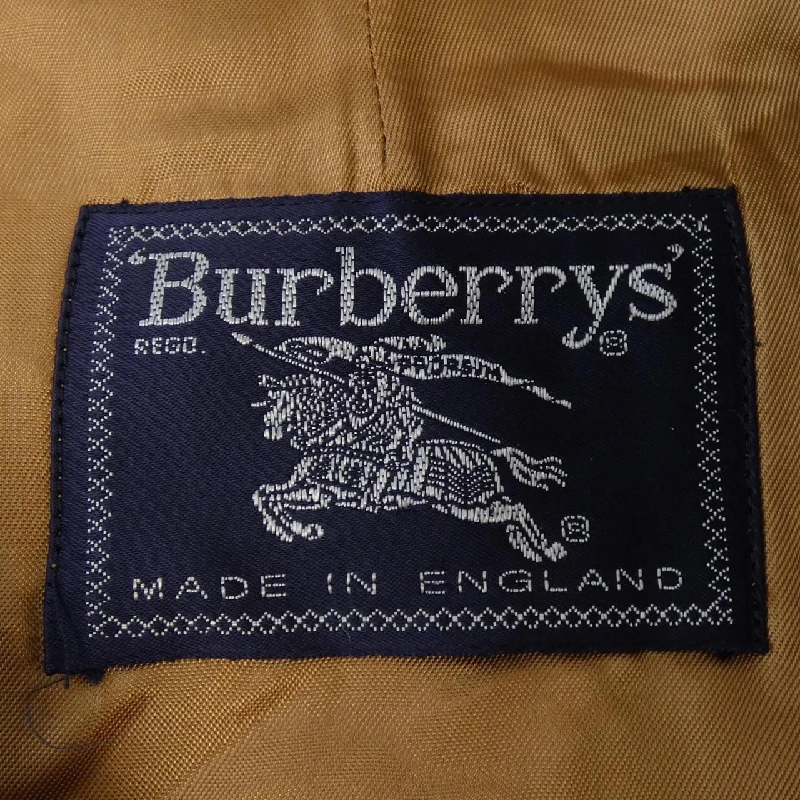 'Burberrys'
REGD. ®
®
MADE IN ENGLAND